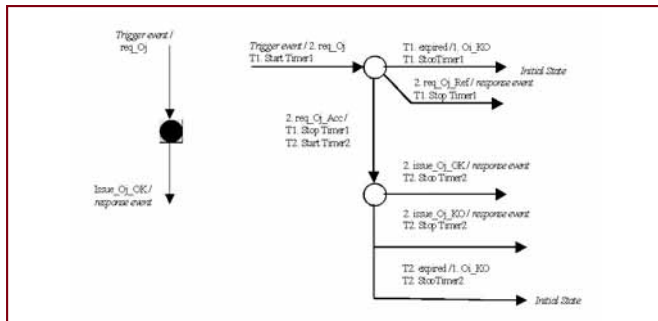 Trigger event /
req_Oj
Issue_Oj_OK /
response event
Trigger event / 2. req_Oj
T1. Start Timer1
T1. expired /1. Oi_KO
T1. StopTimer1
Initial State
2. req_Oj_Ref / response event
T1. Stop Timer1
2. req_Oj_Acc /
T1. Stop Timer1
T2. Start Timer2
2. issue_Oj_OK / response event
T2. Stop Timer2
2. issue_Oj_KO / response event
T2. Stop Timer2
T2. expired /1. Oi_KO
T2. StopTimer2
Initial State